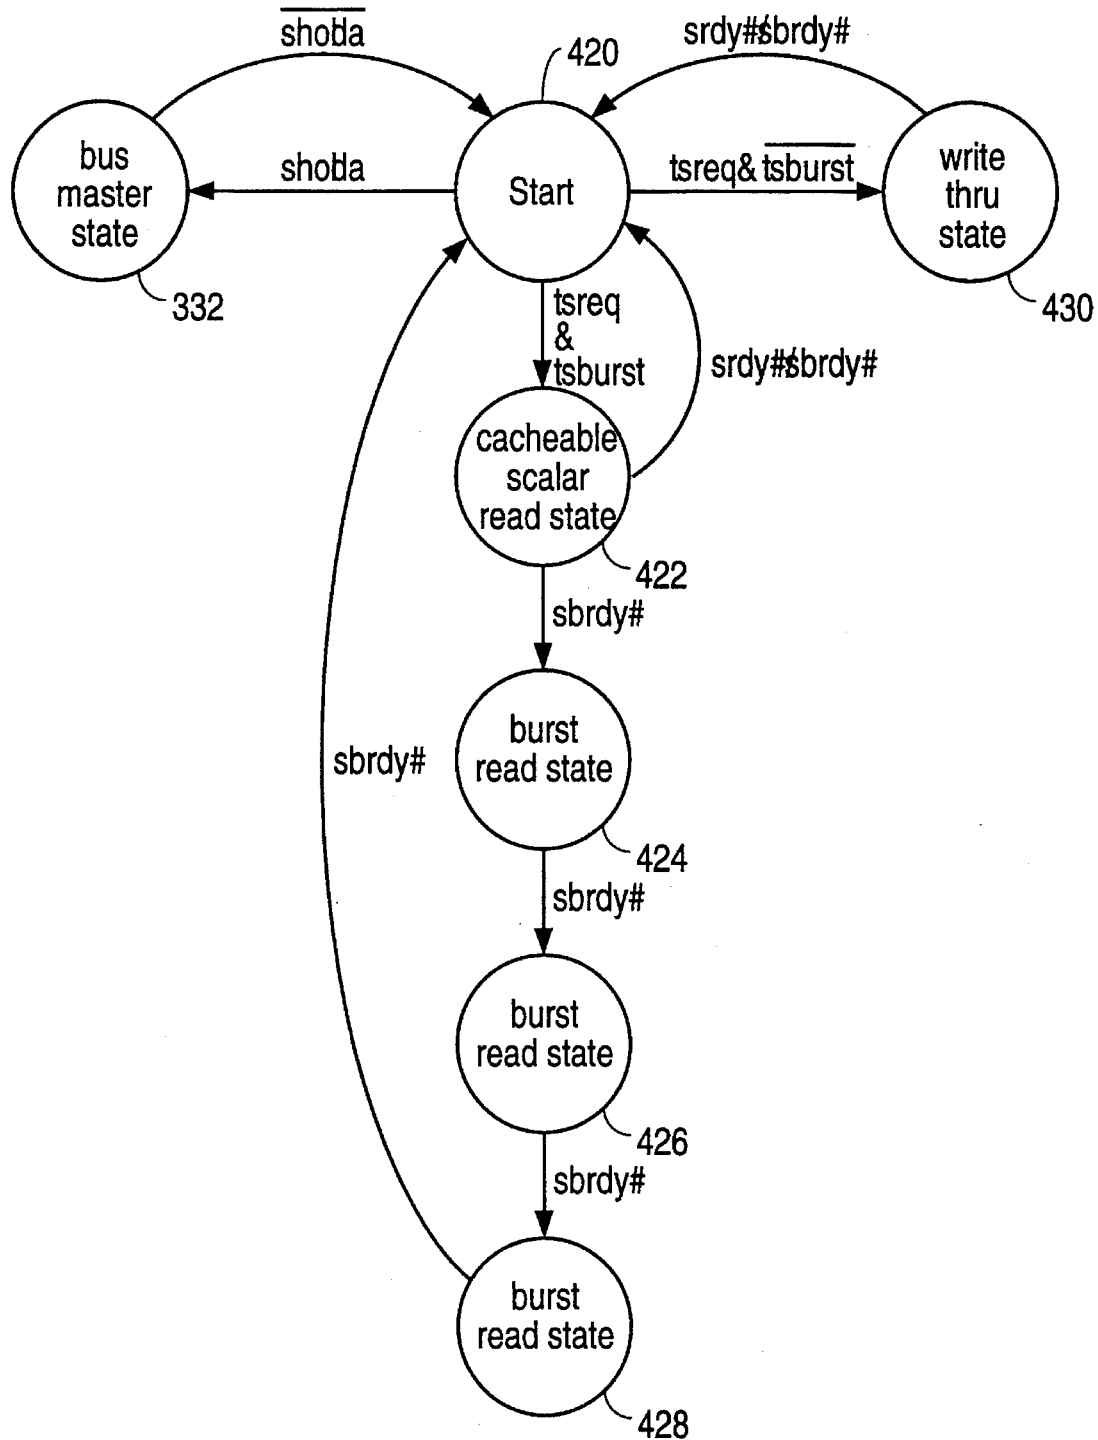 shoda
srdy#/sbrdy#
420
bus
master
state
shoda
Start
tsreq& tsburst
write
thru
state
332
430
tsreq
&
tsburst
srdy#/sbrdy#
cacheable
scalar
read state
422
sbrdy#
burst
read state
sbrdy#
424
sbrdy#
burst
read state
426
sbrdy#
burst
read state
428